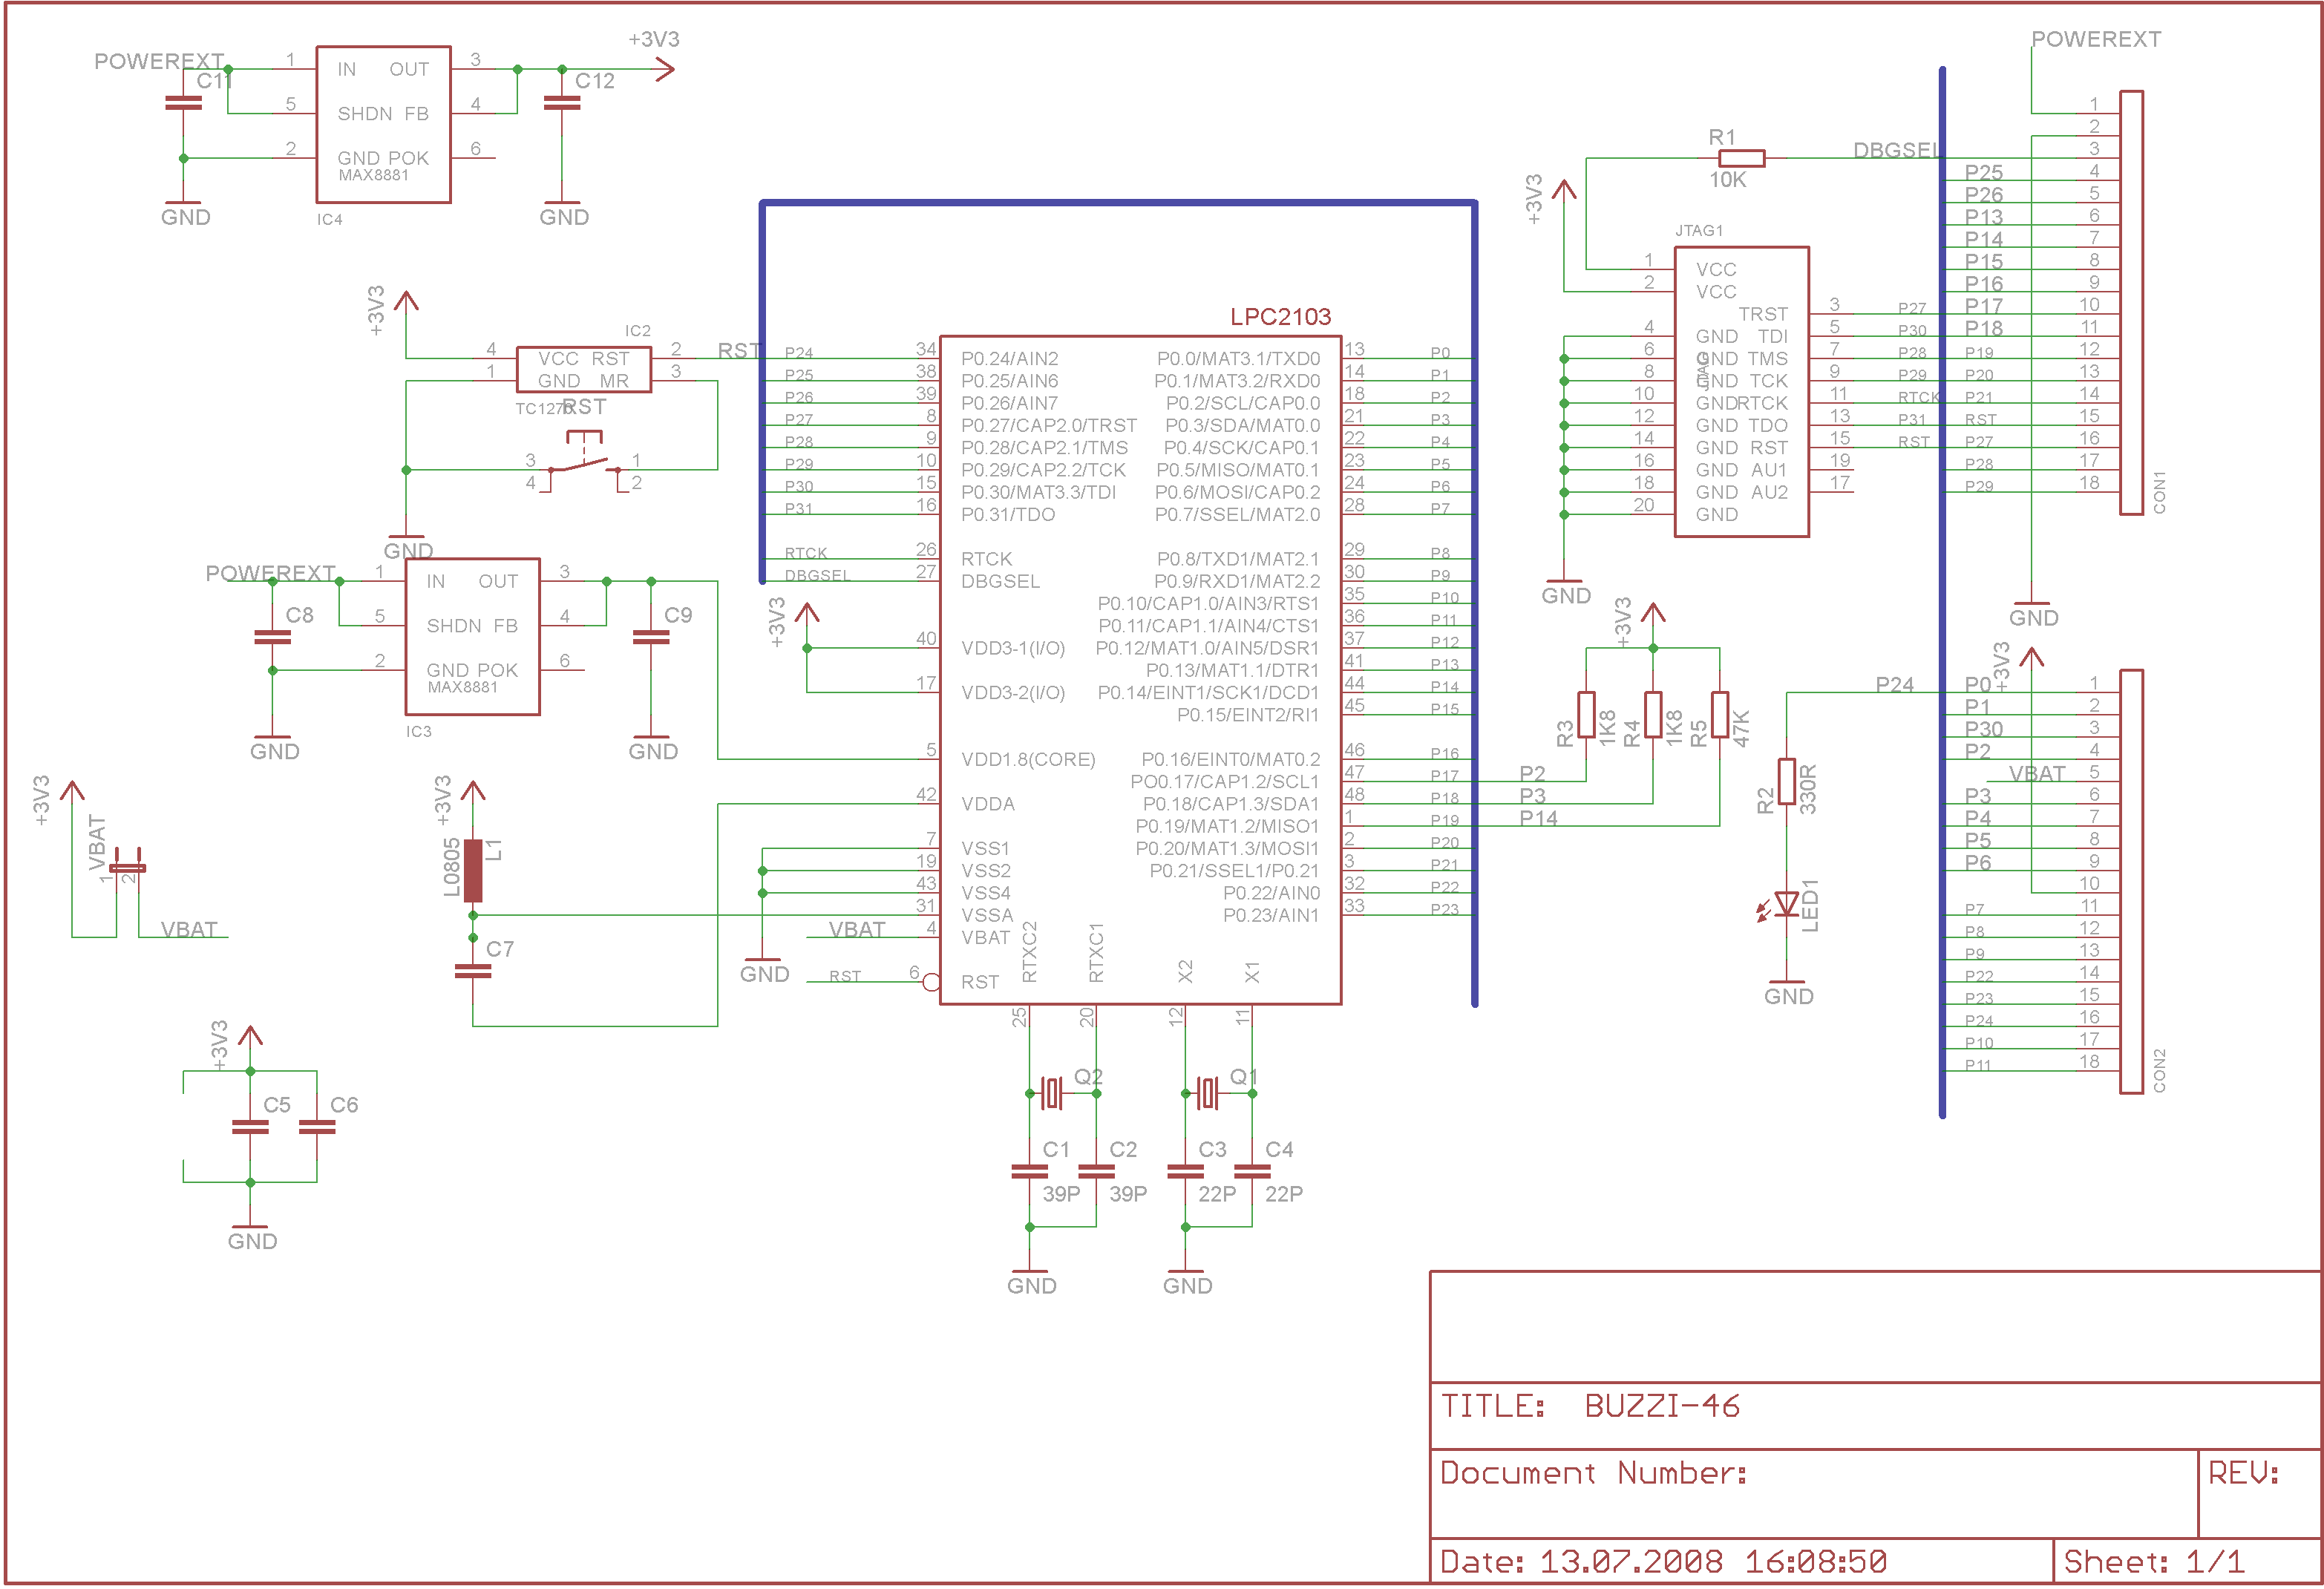 POWEREXT
C11
1 IN OUT 3
5 SHDN FB 4
2 GND POK 6
MAX8881
IC4
GND
+3V3
C12
GND
+3V3
IC2
4 VCC RST 2
1 GND MR 3
RST
RST
3 1
4 2
GND
POWEREXT
C8
1 IN OUT 3
5 SHDN FB 4
2 GND POK 6
MAX8881
IC3
GND
C9
GND
+3V3
VBAT
1 2
VBAT
+3V3
L0805
L1
C7
+3V3
C5
C6
GND
LPC2103
P24 34 P0.24/AIN2
P25 38 P0.25/AIN6
P26 39 P0.26/AIN7
P27 8 P0.27/CAP2.0/TRST
P28 9 P0.28/CAP2.1/TMS
P29 10 P0.29/CAP2.2/TCK
P30 15 P0.30/MAT3.3/TDI
P31 16 P0.31/TDO
RTCK 26 RTCK
DBGSEL 27 DBGSEL
+3V3
40 VDD3-1(I/O)
17 VDD3-2(I/O)
5 VDD1.8(CORE)
42 VDDA
7 VSS1
19 VSS2
43 VSS4
31 VSSA
VBAT 4 VBAT
RST 6 RST
GND
P0.0/MAT3.1/TXD0 13 P0
P0.1/MAT3.2/RXD0 14 P1
P0.2/SCL/CAP0.0 18 P2
P0.3/SDA/MAT0.0 21 P3
P0.4/SCK/CAP0.1 22 P4
P0.5/MISO/MAT0.1 23 P5
P0.6/MOSI/CAP0.2 24 P6
P0.7/SSEL/MAT2.0 28 P7
P0.8/TXD1/MAT2.1 29 P8
P0.9/RXD1/MAT2.2 30 P9
P0.10/CAP1.0/AIN3/RTS1 35 P10
P0.11/CAP1.1/AIN4/CTS1 36 P11
P0.12/MAT1.0/AIN5/DSR1 37 P12
P0.13/MAT1.1/DTR1 41 P13
P0.14/EINT1/SCK1/DCD1 44 P14
P0.15/EINT2/RI1 45 P15
P0.16/EINT0/MAT0.2 46 P16
PO0.17/CAP1.2/SCL1 47 P17 P2
P0.18/CAP1.3/SDA1 48 P18 P3
P0.19/MAT1.2/MISO1 1 P19 P14
P0.20/MAT1.3/MOSI1 2 P20
P0.21/SSEL1/P0.21 3 P21
P0.22/AIN0 32 P22
P0.23/AIN1 33 P23
RTXC2 RTXC1 X2 X1
25 20 12 11
Q2 Q1
C1 C2 C3 C4
39P 39P 22P 22P
GND GND
R1
10K
DBGSEL
+3V3
JTAG1
1 VCC
2 VCC
TRST 3 P27
4 GND TDI 5 P30
6 GND TMS 7 P28
8 GND TCK 9 P29
10 GND RTCK 11 RTCK
12 GND TDO 13 P31
14 GND RST 15 RST
16 GND AU1 19
18 GND AU2 17
20 GND
JTAG
GND
+3V3
R3 1K8
R4 1K8
R5 47K
P24
R2 330R
LED1
GND
POWEREXT
1
2
3
P25 4
P26 5
P13 6
P14 7
P15 8
P16 9
P17 10
P18 11
P19 12
P20 13
P21 14
RST 15
P27 16
P28 17
P29 18
CON1
GND
+3V3
P0 1
P1 2
P30 3
P2 4
VBAT 5
P3 6
P4 7
P5 8
P6 9
10
P7 11
P8 12
P9 13
P22 14
P23 15
P24 16
P10 17
P11 18
CON2
TITLE: BUZZI-46
Document Number:
REV:
Date: 13.07.2008 16:08:50
Sheet: 1/1